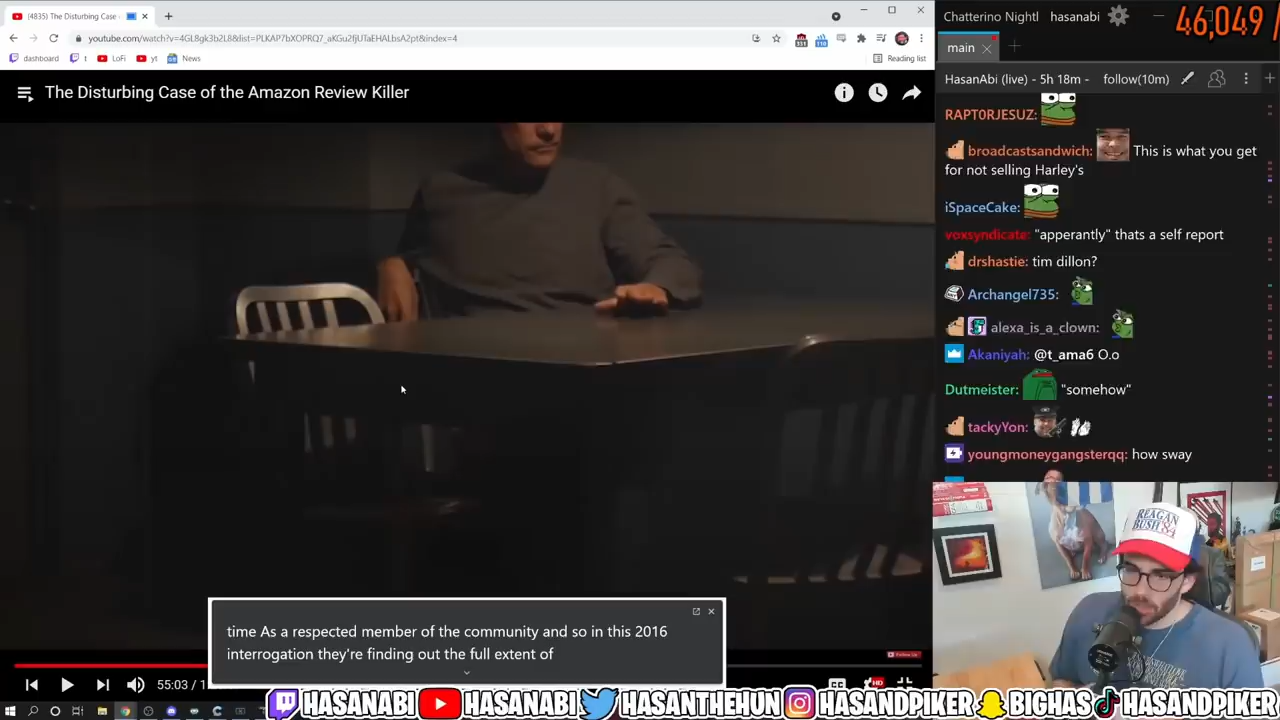 (4835) The Disturbing Case
youtube.com/watch?v=4GL8gk3b2L8&list=PLKAP7bXOPRQ7_aKGu2fjUTaEHALbsA2pt&index=4
dashboard
t
LoFi
yt
News
Reading list
The Disturbing Case of the Amazon Review Killer
time As a respected member of the community and so in this 2016
interrogation they're finding out the full extent of
55:03
Chatterino Nightl
hasanabi
46,049 /
main
HasanAbi (live) - 5h 18m -
follow(10m)
RAPT0RJESUZ:
broadcastsandwich: This is what you get
for not selling Harley's
iSpaceCake:
voxsyndicate: "apperantly" thats a self report
drshastie: tim dillon?
Archangel735:
alexa_is_a_clown:
Akaniyah: @t_ama6 O.o
Dutmeister: "somehow"
tackyYon:
youngmoneygangsterqq: how sway
REAGAN
BUSH
HASANABI
HASANABI
HASANTHEHUN
HASANDPIKER
BIGHAS
HASANDPIKER